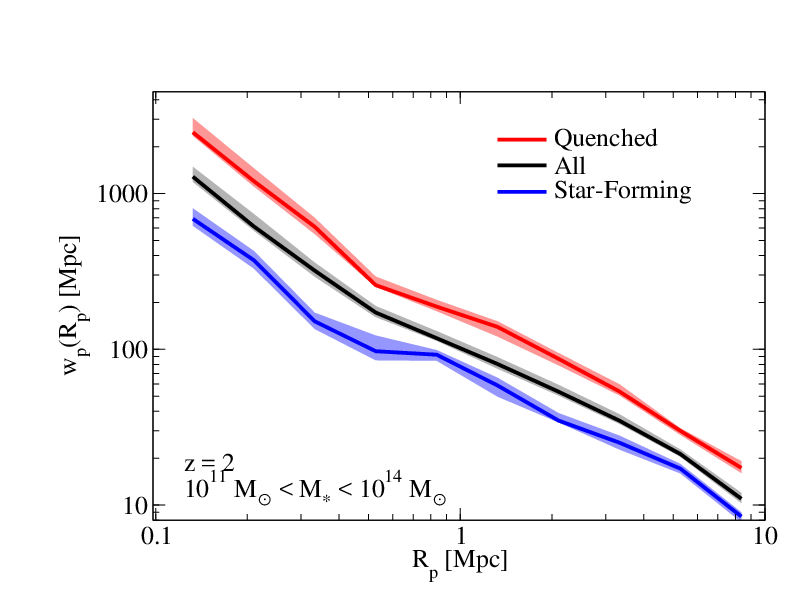 Quenched
All
Star-Forming
1000
100
10
w_p(R_p) [Mpc]
z = 2
10^11 M_⊙ < M_* < 10^14 M_⊙
0.1
1
10
R_p [Mpc]